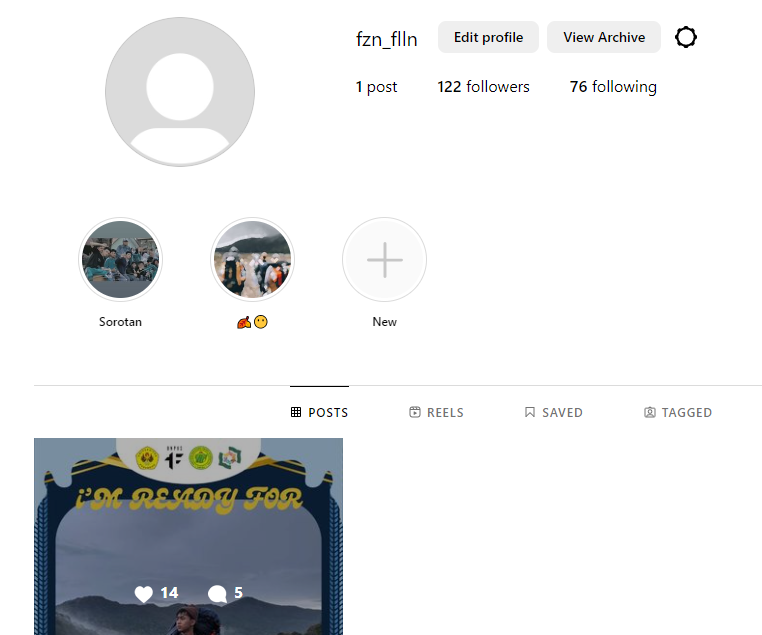 fzn_flln
Edit profile
View Archive
1 post
122 followers
76 following
Sorotan
New
POSTS
REELS
SAVED
TAGGED
I'M READY FOR
14
5